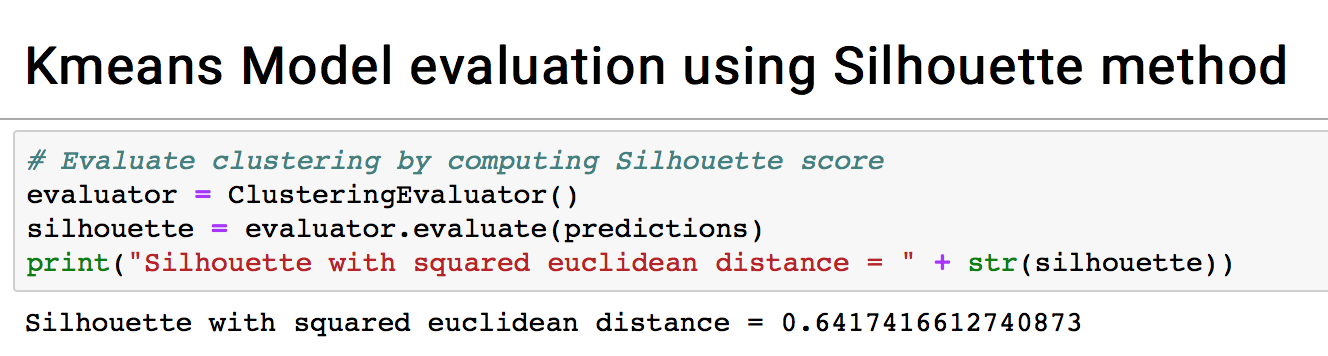 Kmeans Model evaluation using Silhouette method
# Evaluate clustering by computing Silhouette score
evaluator = ClusteringEvaluator()
silhouette = evaluator.evaluate(predictions)
print("Silhouette with squared euclidean distance = " + str(silhouette))
Silhouette with squared euclidean distance = 0.6417416612740873